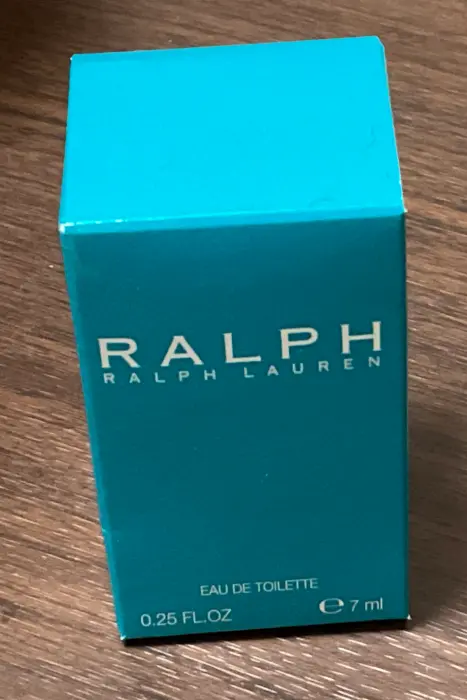 RALPH
RALPH LAUREN
EAU DE TOILETTE
0.25 FL.OZ ℮ 7 ml